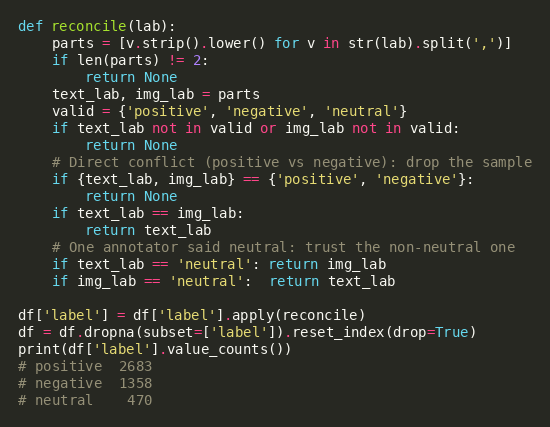 def reconcile(lab):
    parts = [v.strip().lower() for v in str(lab).split(',')]
    if len(parts) != 2:
        return None
    text_lab, img_lab = parts
    valid = {'positive', 'negative', 'neutral'}
    if text_lab not in valid or img_lab not in valid:
        return None
    # Direct conflict (positive vs negative): drop the sample
    if {text_lab, img_lab} == {'positive', 'negative'}:
        return None
    if text_lab == img_lab:
        return text_lab
    # One annotator said neutral: trust the non-neutral one
    if text_lab == 'neutral': return img_lab
    if img_lab == 'neutral':  return text_lab

df['label'] = df['label'].apply(reconcile)
df = df.dropna(subset=['label']).reset_index(drop=True)
print(df['label'].value_counts())
# positive  2683
# negative  1358
# neutral    470